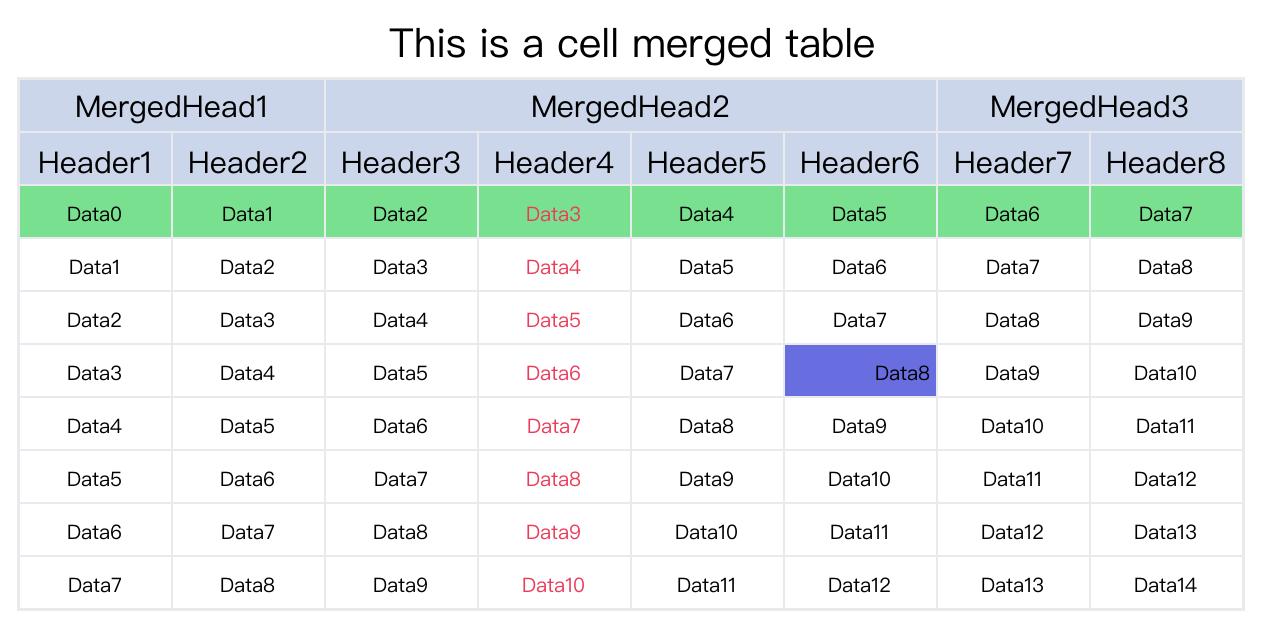 This is a cell merged table
MergedHead1 MergedHead2 MergedHead3
Header1 Header2 Header3 Header4 Header5 Header6 Header7 Header8
Data0 Data1 Data2 Data3 Data4 Data5 Data6 Data7
Data1 Data2 Data3 Data4 Data5 Data6 Data7 Data8
Data2 Data3 Data4 Data5 Data6 Data7 Data8 Data9
Data3 Data4 Data5 Data6 Data7 Data8 Data9 Data10
Data4 Data5 Data6 Data7 Data8 Data9 Data10 Data11
Data5 Data6 Data7 Data8 Data9 Data10 Data11 Data12
Data6 Data7 Data8 Data9 Data10 Data11 Data12 Data13
Data7 Data8 Data9 Data10 Data11 Data12 Data13 Data14